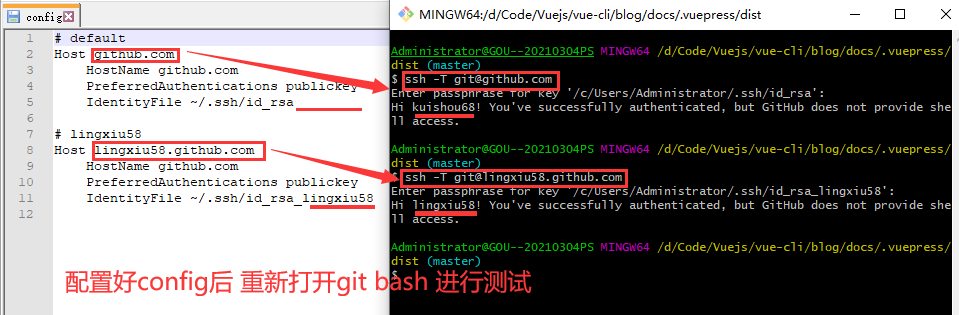 config
1 # default
2 Host github.com
3 HostName github.com
4 PreferredAuthentications publickey
5 IdentityFile ~/.ssh/id_rsa
6
7 # lingxiu58
8 Host lingxiu58.github.com
9 HostName github.com
10 PreferredAuthentications publickey
11 IdentityFile ~/.ssh/id_rsa_lingxiu58
12
MINGW64:/d/Code/Vuejs/vue-cli/blog/docs/.vuepress/dist
Administrator@GOU--20210304PS MINGW64 /d/Code/Vuejs/vue-cli/blog/docs/.vuepress/
dist (master)
$ ssh -T git@github.com
Enter passphrase for key '/c/Users/Administrator/.ssh/id_rsa':
Hi kuishou68! You've successfully authenticated, but GitHub does not provide she
ll access.
Administrator@GOU--20210304PS MINGW64 /d/Code/Vuejs/vue-cli/blog/docs/.vuepress/
dist (master)
$ ssh -T git@lingxiu58.github.com
Enter passphrase for key '/c/Users/Administrator/.ssh/id_rsa_lingxiu58':
Hi lingxiu58! You've successfully authenticated, but GitHub does not provide she
ll access.
Administrator@GOU--20210304PS MINGW64 /d/Code/Vuejs/vue-cli/blog/docs/.vuepress/
dist (master)
$
配置好config后 重新打开git bash 进行测试